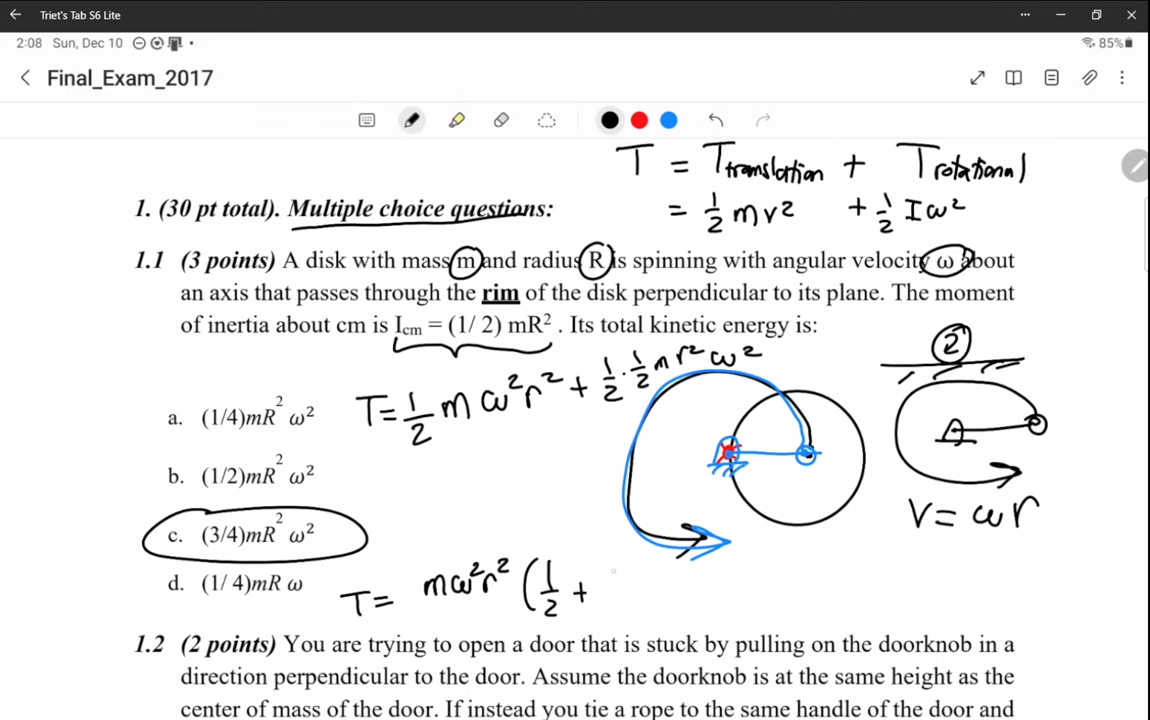 Triet's Tab S6 Lite
2:08 Sun, Dec 10 85%
Final_Exam_2017
T = Ttranslation + Trotational
1. (30 pt total). Multiple choice questions:
= 1/2 mv² + 1/2 Iω²
1.1 (3 points) A disk with mass m and radius R is spinning with angular velocity ω about
an axis that passes through the rim of the disk perpendicular to its plane. The moment
of inertia about cm is Icm = (1/ 2) mR² . Its total kinetic energy is:
2
T= 1/2 m ω²r² + 1/2 · 1/2 m r² ω²
a. (1/4)mR² ω²
b. (1/2)mR² ω²
V= ωr
c. (3/4)mR² ω²
d. (1/ 4)mR ω
T= mω²r² (1/2 +
1.2 (2 points) You are trying to open a door that is stuck by pulling on the doorknob in a
direction perpendicular to the door. Assume the doorknob is at the same height as the
center of mass of the door. If instead you tie a rope to the same handle of the door and